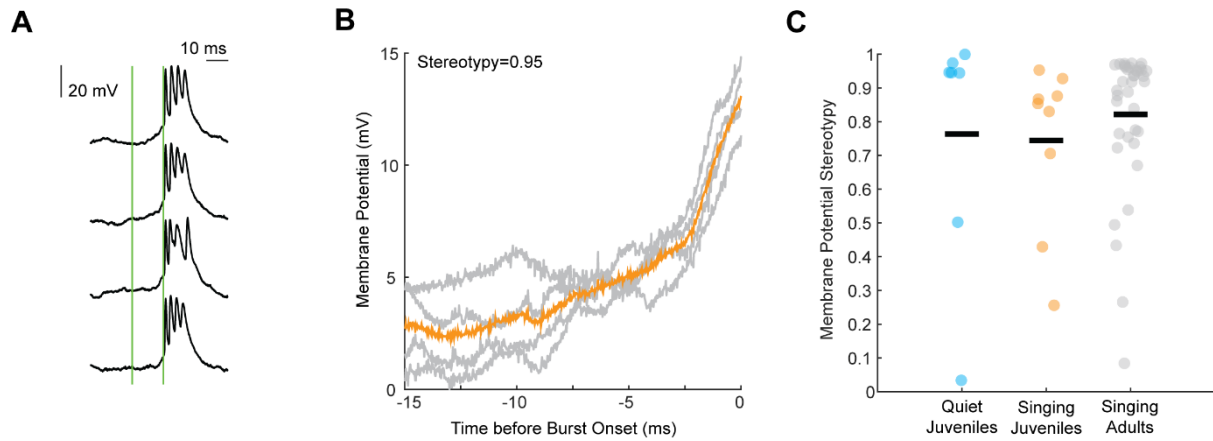 A
10 ms
20 mV
B
Stereotypy=0.95
15
10
5
0
-15
-10
-5
0
Membrane Potential (mV)
Time before Burst Onset (ms)
C
1
0.9
0.8
0.7
0.6
0.5
0.4
0.3
0.2
0.1
0
Membrane Potential Stereotypy
Quiet
Juveniles
Singing
Juveniles
Singing
Adults